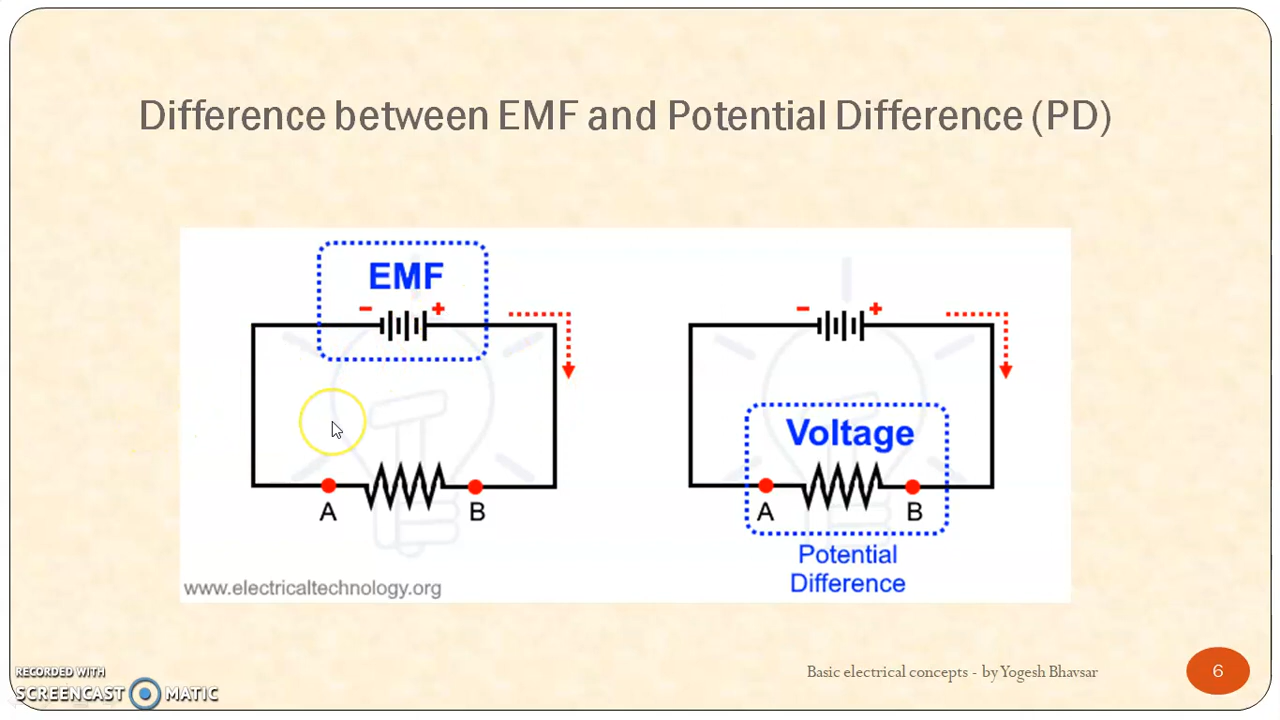 Difference between EMF and Potential Difference (PD)
EMF
- +
A B
www.electricaltechnology.org
- +
Voltage
A B
Potential
Difference
RECORDED WITH
SCREENCAST MATIC
Basic electrical concepts - by Yogesh Bhavsar
6